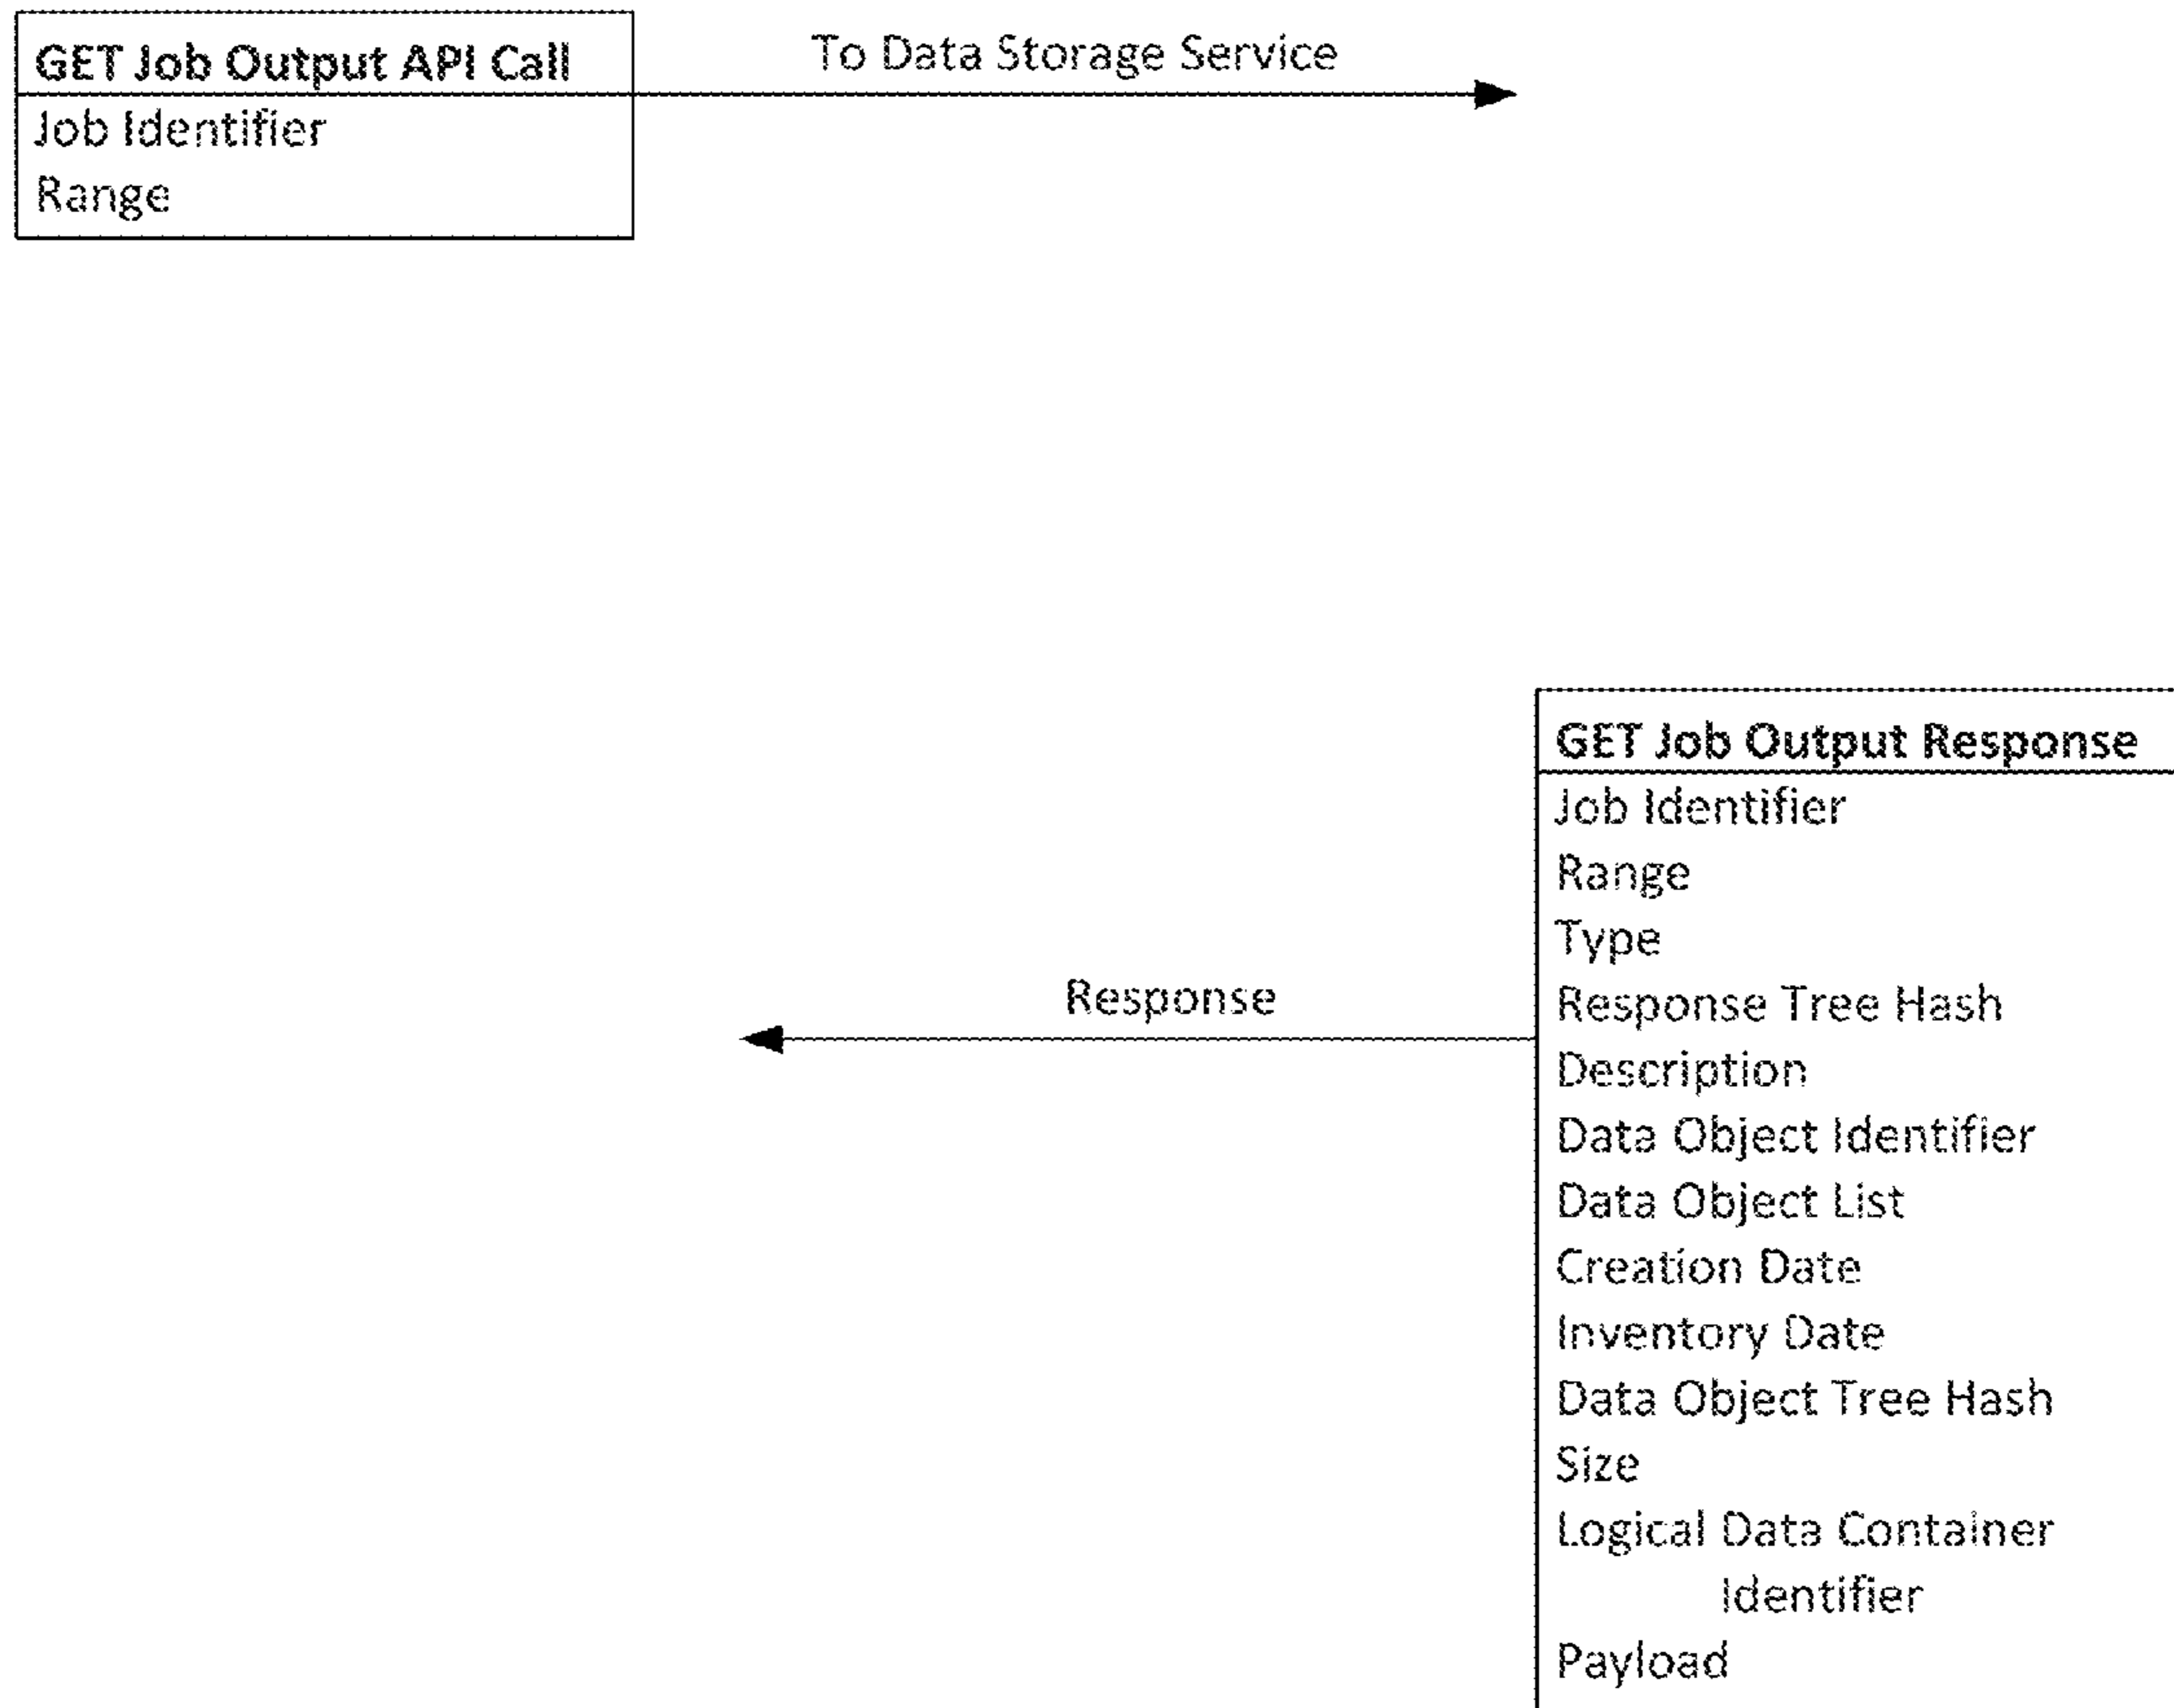 GET Job Output API Call
To Data Storage Service
Job Identifier
Range
GET Job Output Response
Job Identifier
Range
Type
Response
Response Tree Hash
Description
Data Object Identifier
Data Object List
Creation Date
Inventory Date
Data Object Tree Hash
Size
Logical Data Container
Identifier
Payload